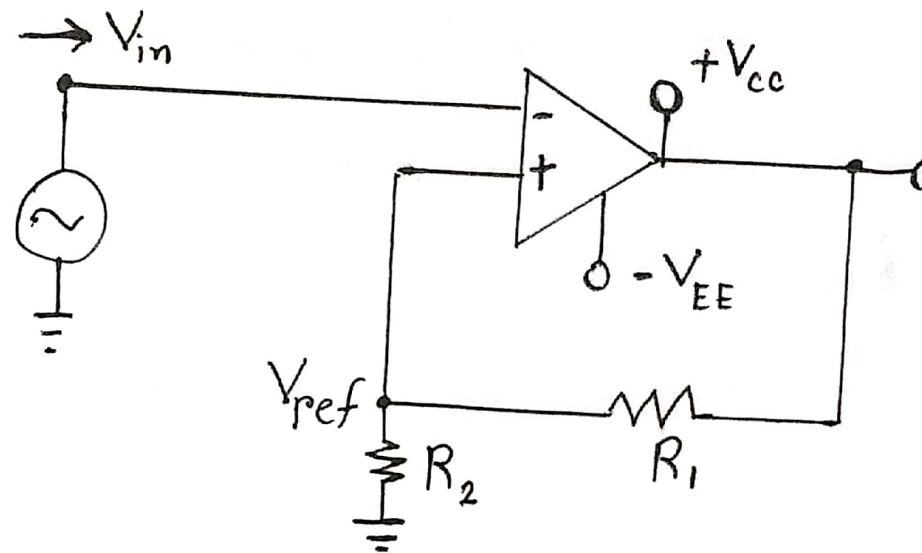 → Vin
+Vcc
-
+
- VEE
Vref
R2
R1